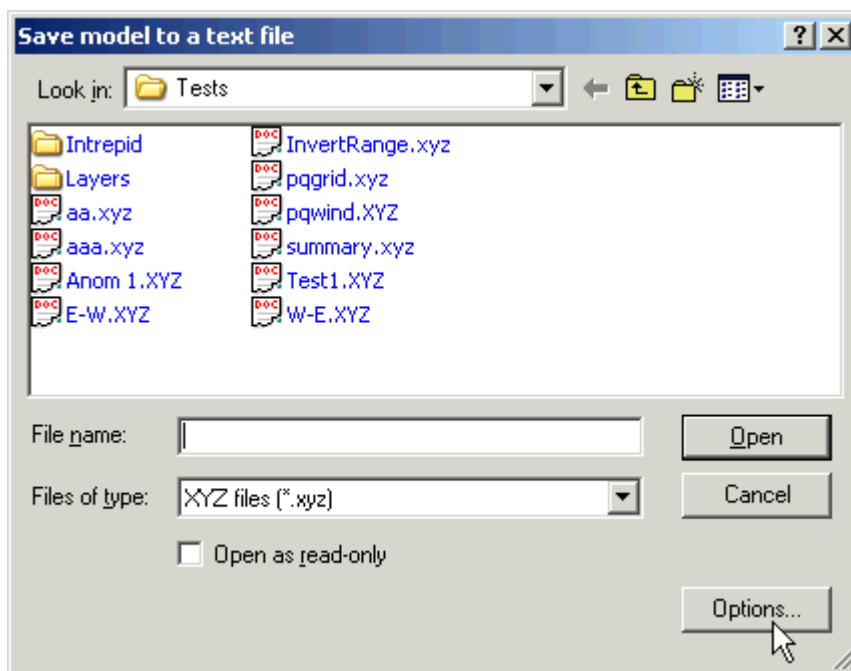 Save model to a text file
Look in: Tests
Intrepid
Layers
aa.xyz
aaa.xyz
Anom 1.XYZ
E-W.XYZ
InvertRange.xyz
pqgrid.xyz
pqwind.XYZ
summary.xyz
Test1.XYZ
W-E.XYZ
File name:
Open
Files of type: XYZ files (*.xyz)
Cancel
Open as read-only
Options...